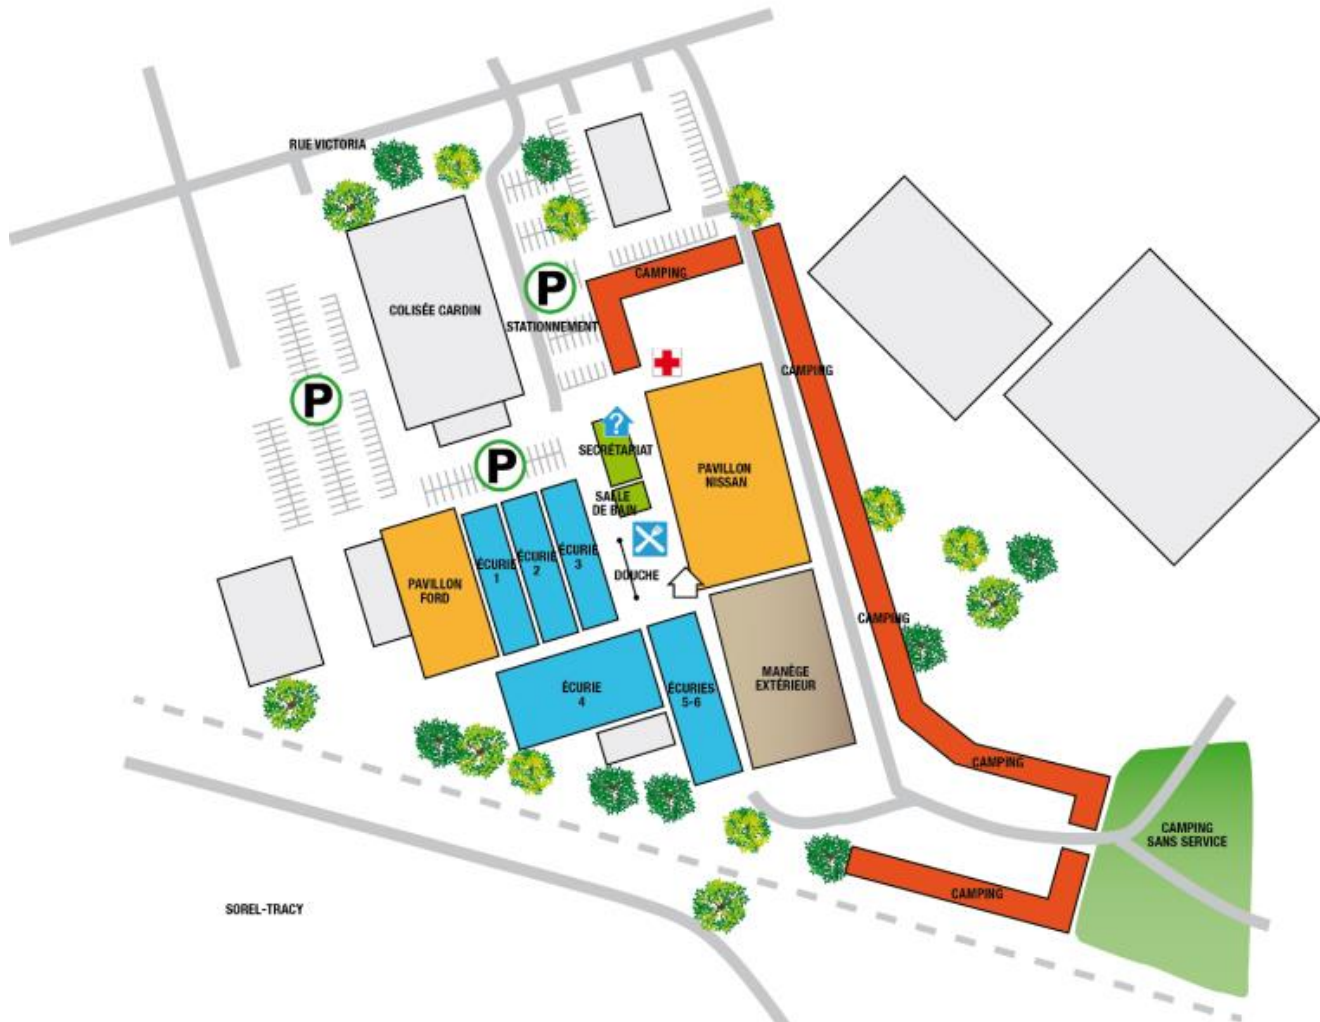 RUE VICTORIA
CAMPING
P
COLISÉE CARDIN
STATIONNEMENT
CAMPING
P
?
SECRÉTARIAT
P
PAVILLON
NISSAN
SALLE
DE BAIN
ÉCURIE
1
ÉCURIE
2
ÉCURIE
3
DOUCHE
PAVILLON
FORD
CAMPING
MANÈGE
EXTÉRIEUR
ÉCURIE
4
ÉCURIES
5-6
CAMPING
CAMPING
SANS SERVICE
CAMPING
SOREL-TRACY